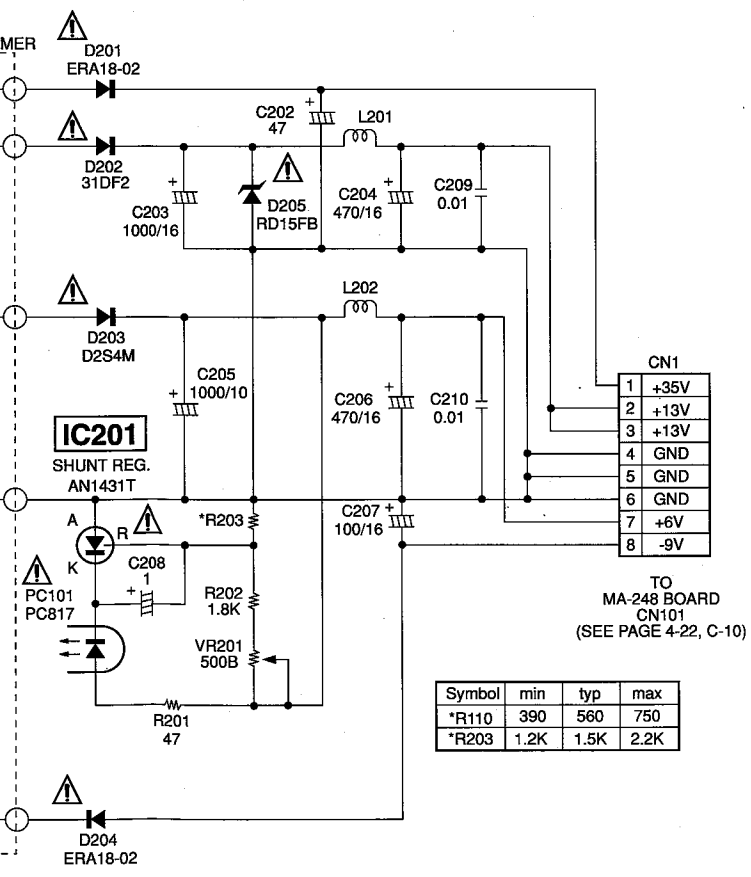 MER
D201
ERA18-02
C202
47
+
L201
D202
31DF2
+
C203
1000/16
D205
RD15FB
+
C204
470/16
C209
0.01
L202
D203
D2S4M
C205
1000/10
+
C206
470/16
+
C210
0.01
CN1
1 +35V
2 +13V
3 +13V
4 GND
5 GND
6 GND
7 +6V
8 -9V
IC201
SHUNT REG.
AN1431T
*R203
C207
100/16
+
A
R
K
C208
1
+
PC101
PC817
R202
1.8K
VR201
500B
R201
47
TO
MA-248 BOARD
CN101
(SEE PAGE 4-22, C-10)
Symbol min typ max
*R110 390 560 750
*R203 1.2K 1.5K 2.2K
D204
ERA18-02